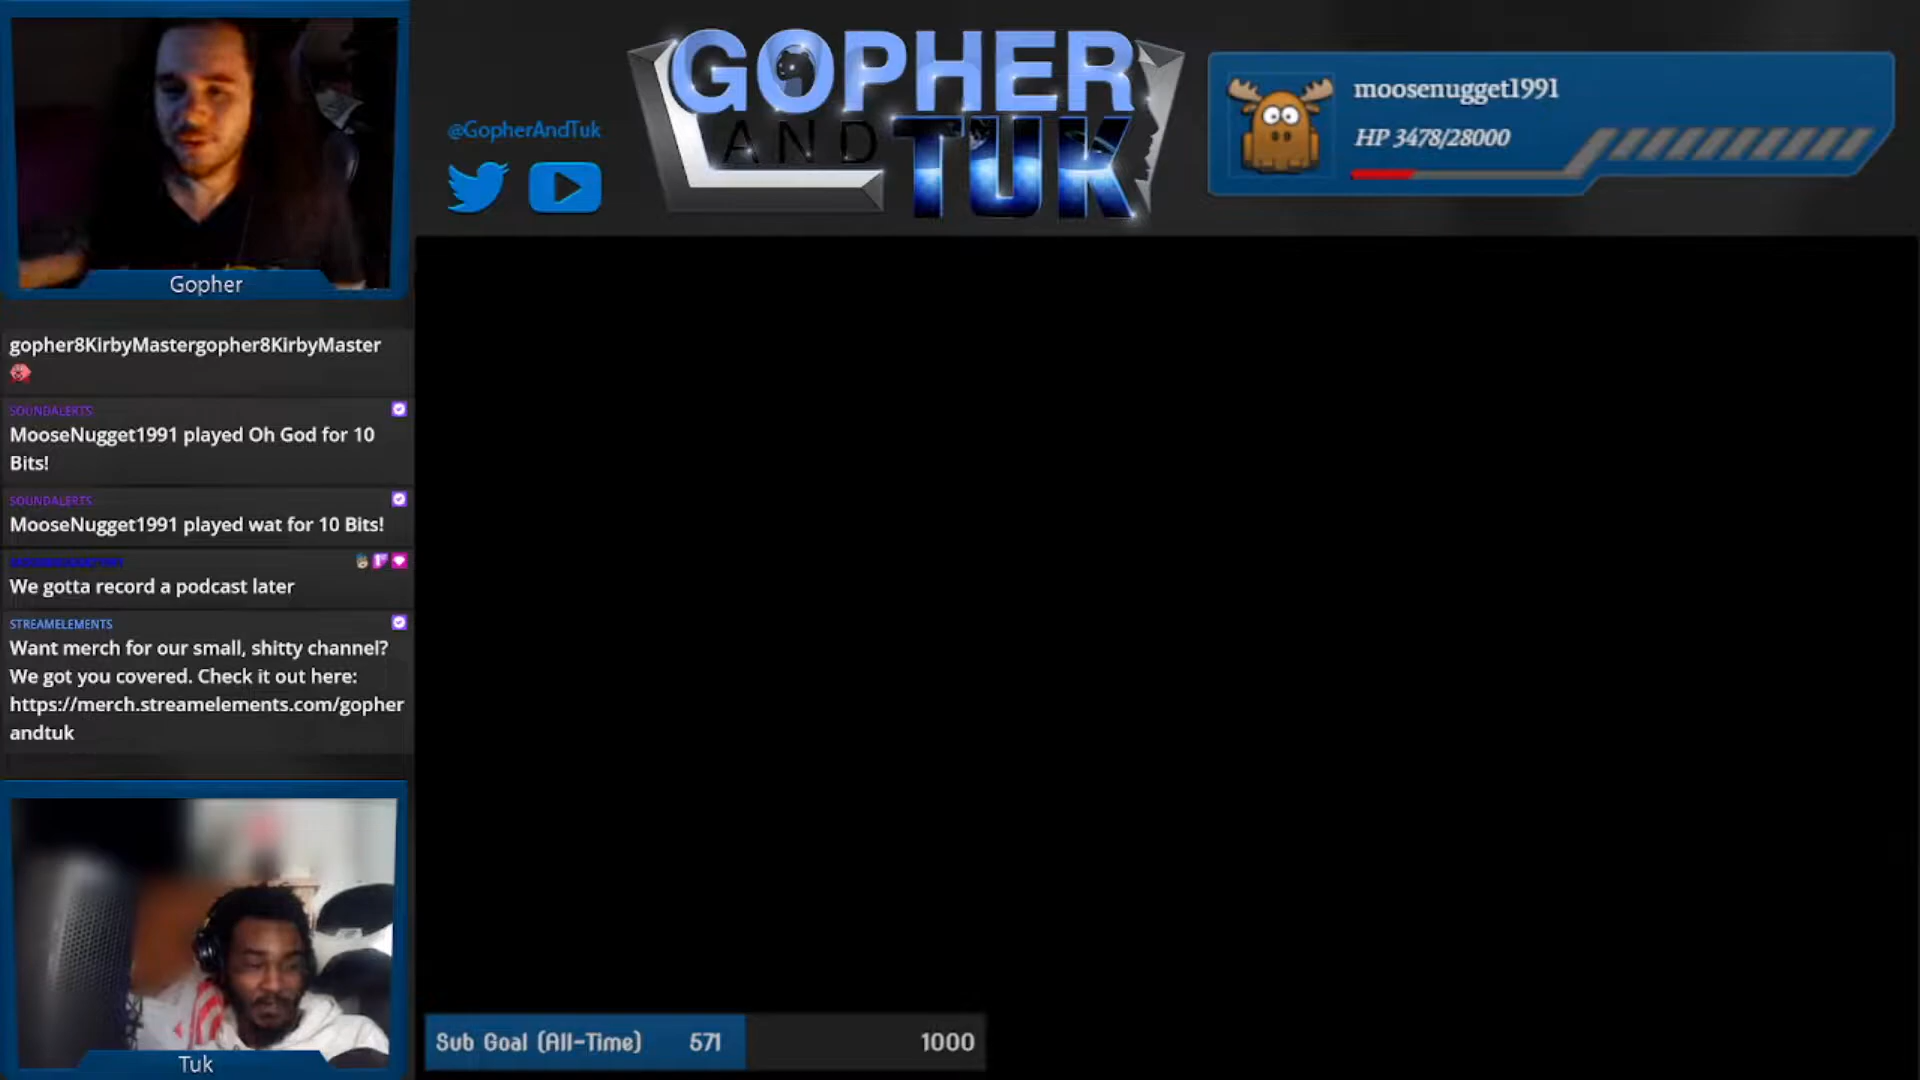 Gopher
gopher8KirbyMastergopher8KirbyMaster
SOUNDALERTS
MooseNugget1991 played Oh God for 10
Bits!
SOUNDALERTS
MooseNugget1991 played wat for 10 Bits!
We gotta record a podcast later
STREAMELEMENTS
Want merch for our small, shitty channel?
We got you covered. Check it out here:
https://merch.streamelements.com/gopher
andtuk
Tuk
@GopherAndTuk
GOPHER
AND TUK
moosenugget1991
HP 3478/28000
Sub Goal (All-Time) 571 1000